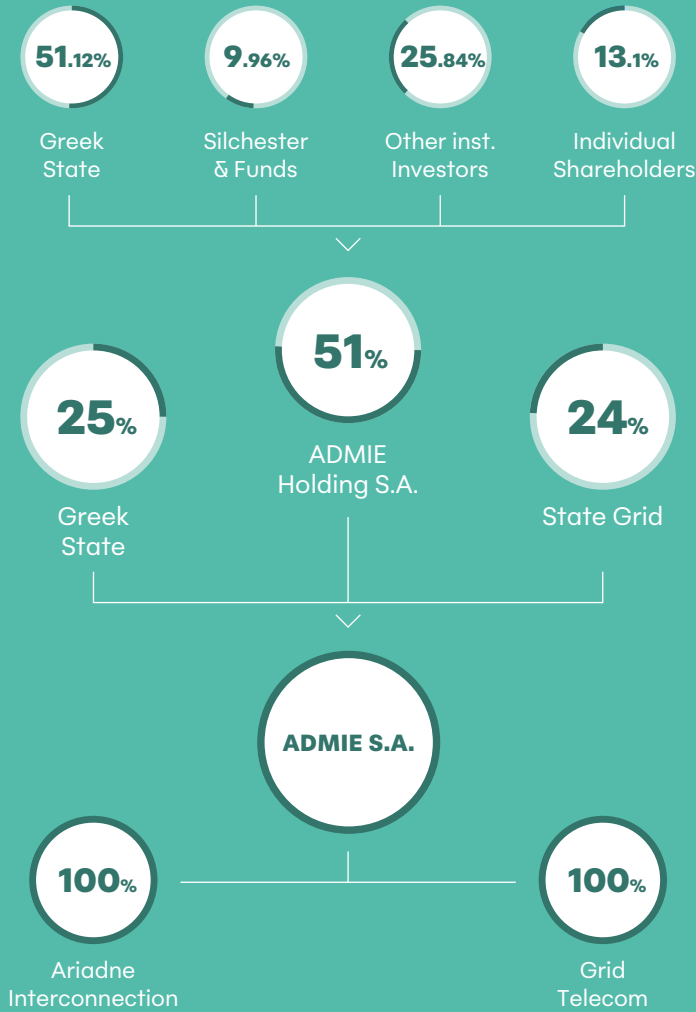 51.12%
9.96%
25.84%
13.1%
Greek
State
Silchester
& Funds
Other inst.
Investors
Individual
Shareholders
51%
ADMIE
Holding S.A.
25%
Greek
State
24%
State Grid
ADMIE S.A.
100%
Ariadne
Interconnection
100%
Grid
Telecom